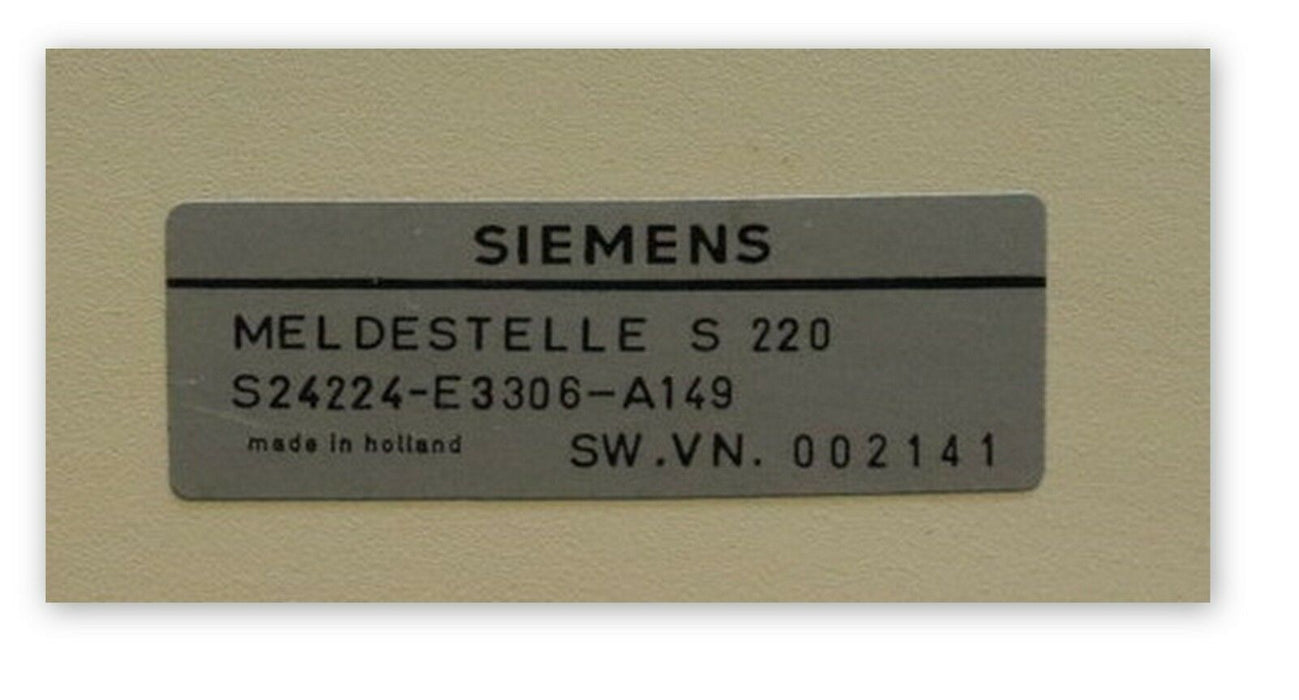 SIEMENS
MELDESTELLE S 220
S24224-E3306-A149
made in holland SW.VN. 002141